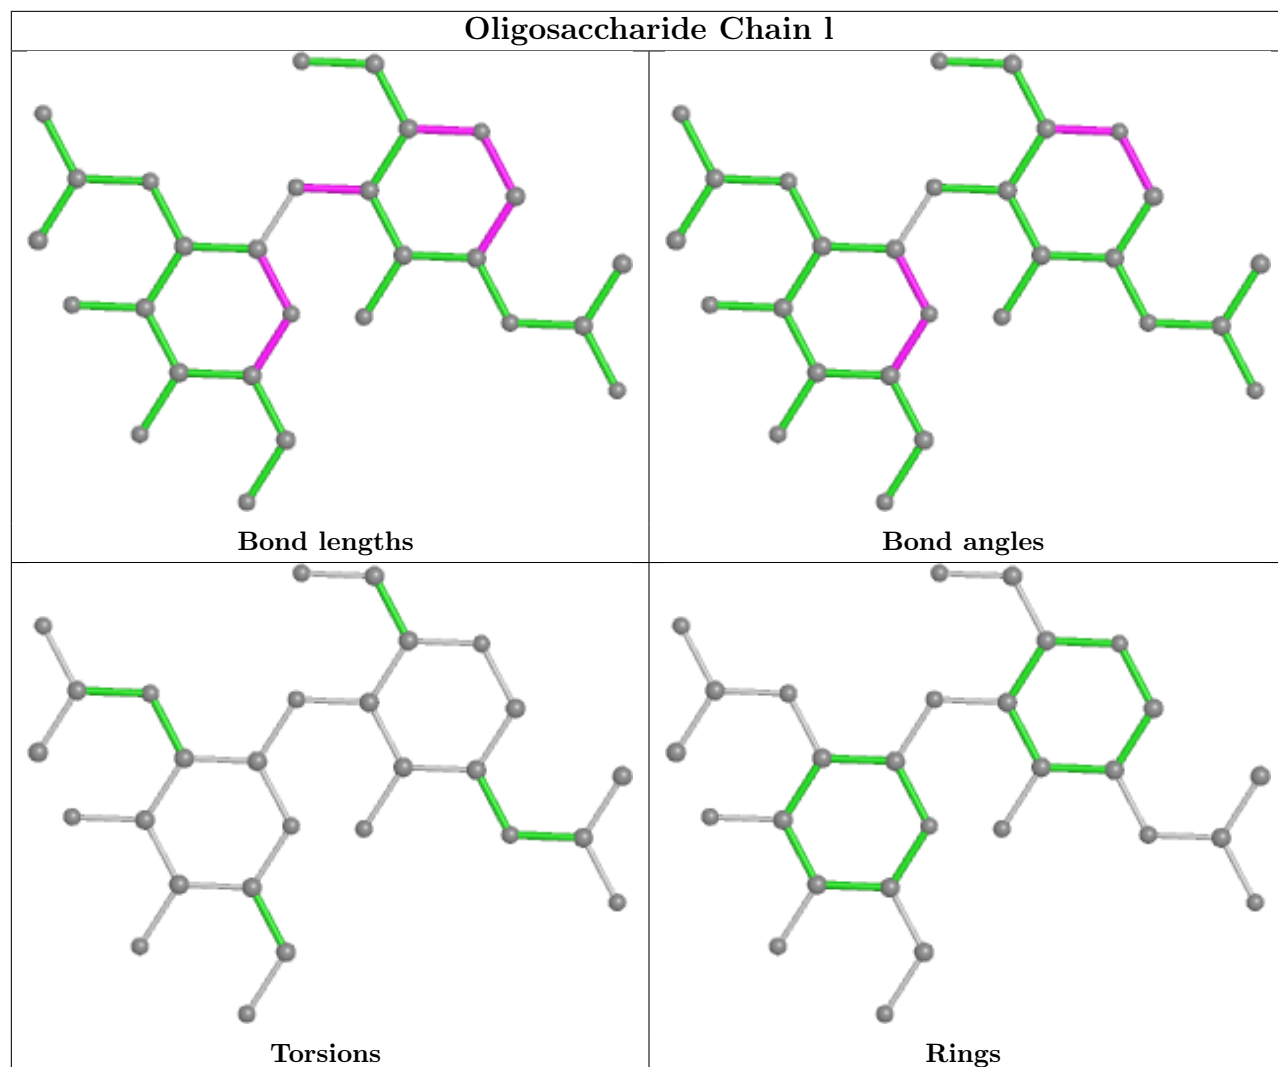 Oligosaccharide Chain l
Bond lengths
Bond angles
Torsions
Rings